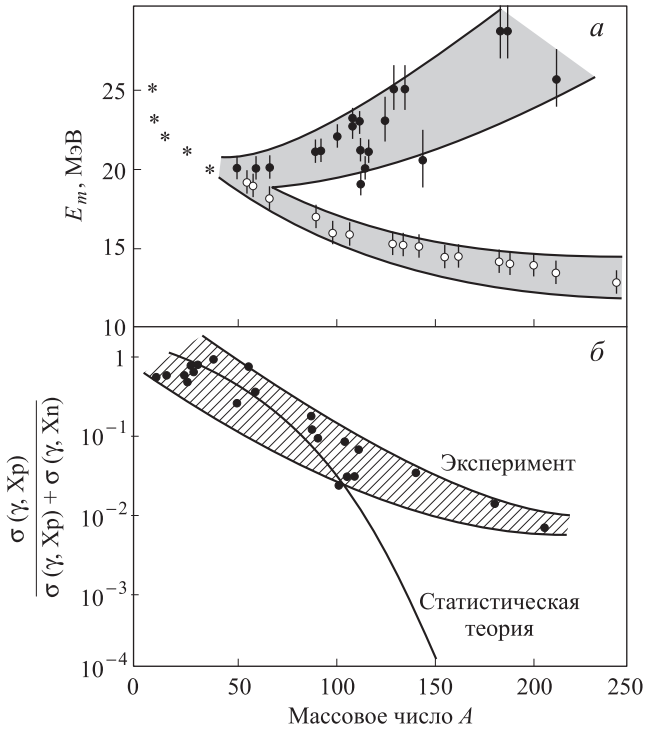 а
25
20
15
10
E_m, МэВ
б
1
10^-1
10^-2
10^-3
10^-4
σ (γ, Xp)
σ (γ, Xp) + σ (γ, Xn)
Эксперимент
Статистическая
теория
0 50 100 150 200 250
Массовое число A